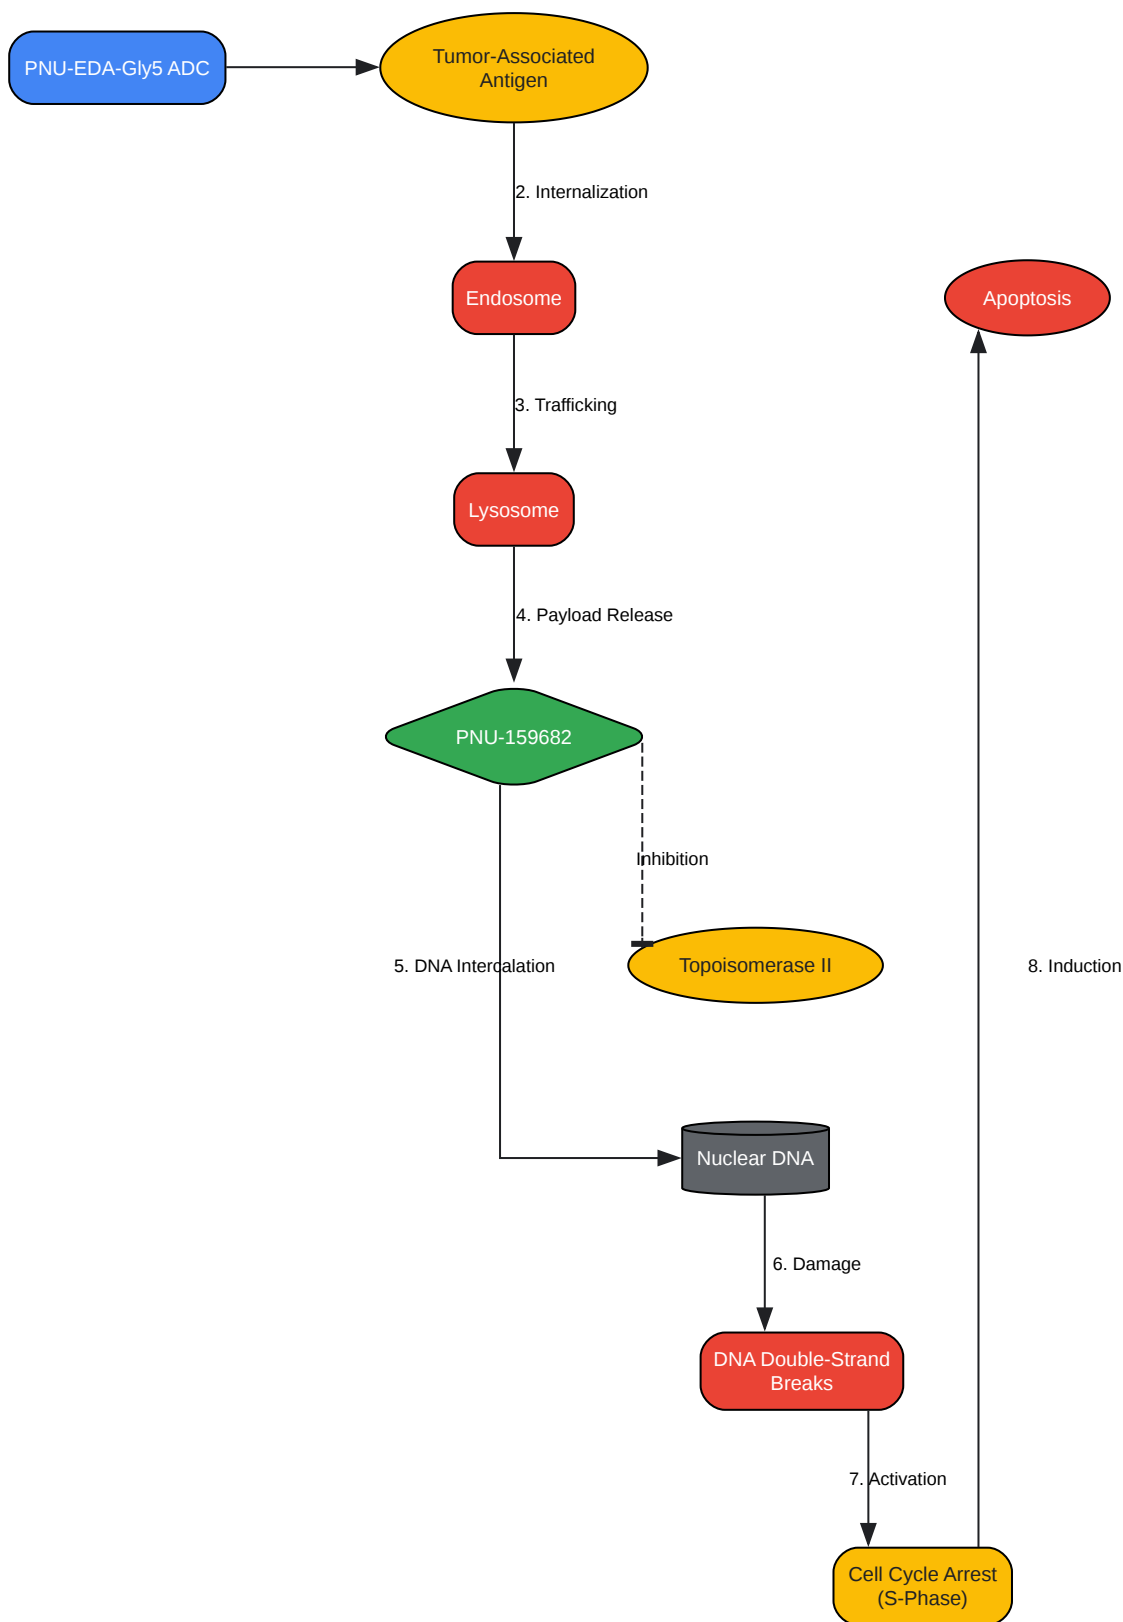 PNU-EDA-Gly5 ADC
Tumor-Associated
Antigen
2. Internalization
Endosome
Apoptosis
3. Trafficking
Lysosome
4. Payload Release
PNU-159682
Inhibition
5. DNA Intercalation
Topoisomerase II
8. Induction
Nuclear DNA
6. Damage
DNA Double-Strand
Breaks
7. Activation
Cell Cycle Arrest
(S-Phase)